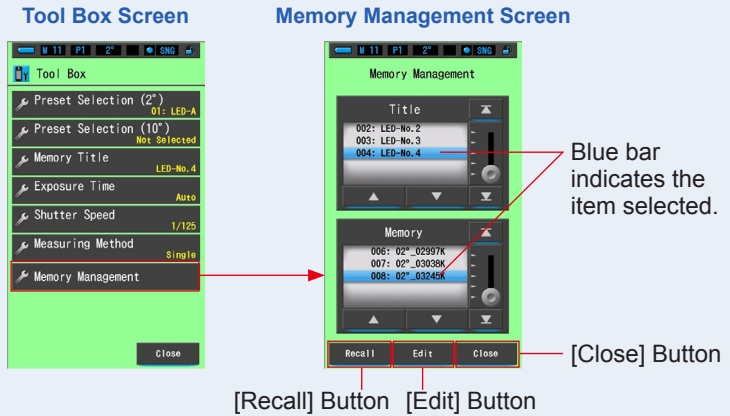 Tool Box Screen
M 11 P1 2° SNG
Tool Box
Preset Selection (2°)
01: LED-A
Preset Selection (10°)
Not Selected
Memory Title
LED-No.4
Exposure Time
Auto
Shutter Speed
1/125
Measuring Method
Single
Memory Management
Close
Memory Management Screen
M 11 P1 2° SNG
Memory Management
Title
002: LED-No.2
003: LED-No.3
004: LED-No.4
Memory
006: 02°_02997K
007: 02°_03038K
008: 02°_03245K
Recall Edit Close
Blue bar
indicates the
item selected.
[Close] Button
[Recall] Button [Edit] Button